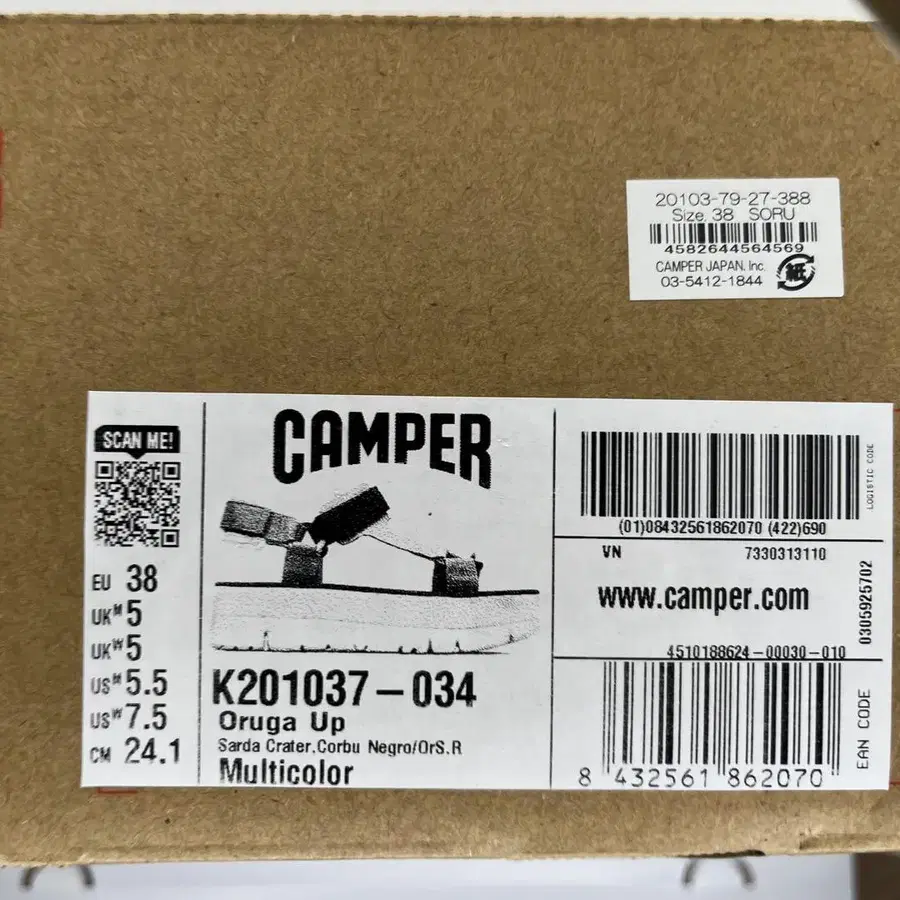 20103-79-27-388
Size. 38 SORU
4582644564569
CAMPER JAPAN. Inc.
03-5412-1844
紙
SCAN ME!
EU 38
UKᴹ 5
UKᵂ 5
USᴹ 5.5
USᵂ 7.5
CM 24.1
CAMPER
K201037-034
Oruga Up
Sarda Crater,Corbu Negro/OrS.R
Multicolor
(01)08432561862070 (422)690
LOGISTIC CODE
VN 7330313110
www.camper.com
0305925702
4510188624-00030-010
8 432561 862070
EAN CODE